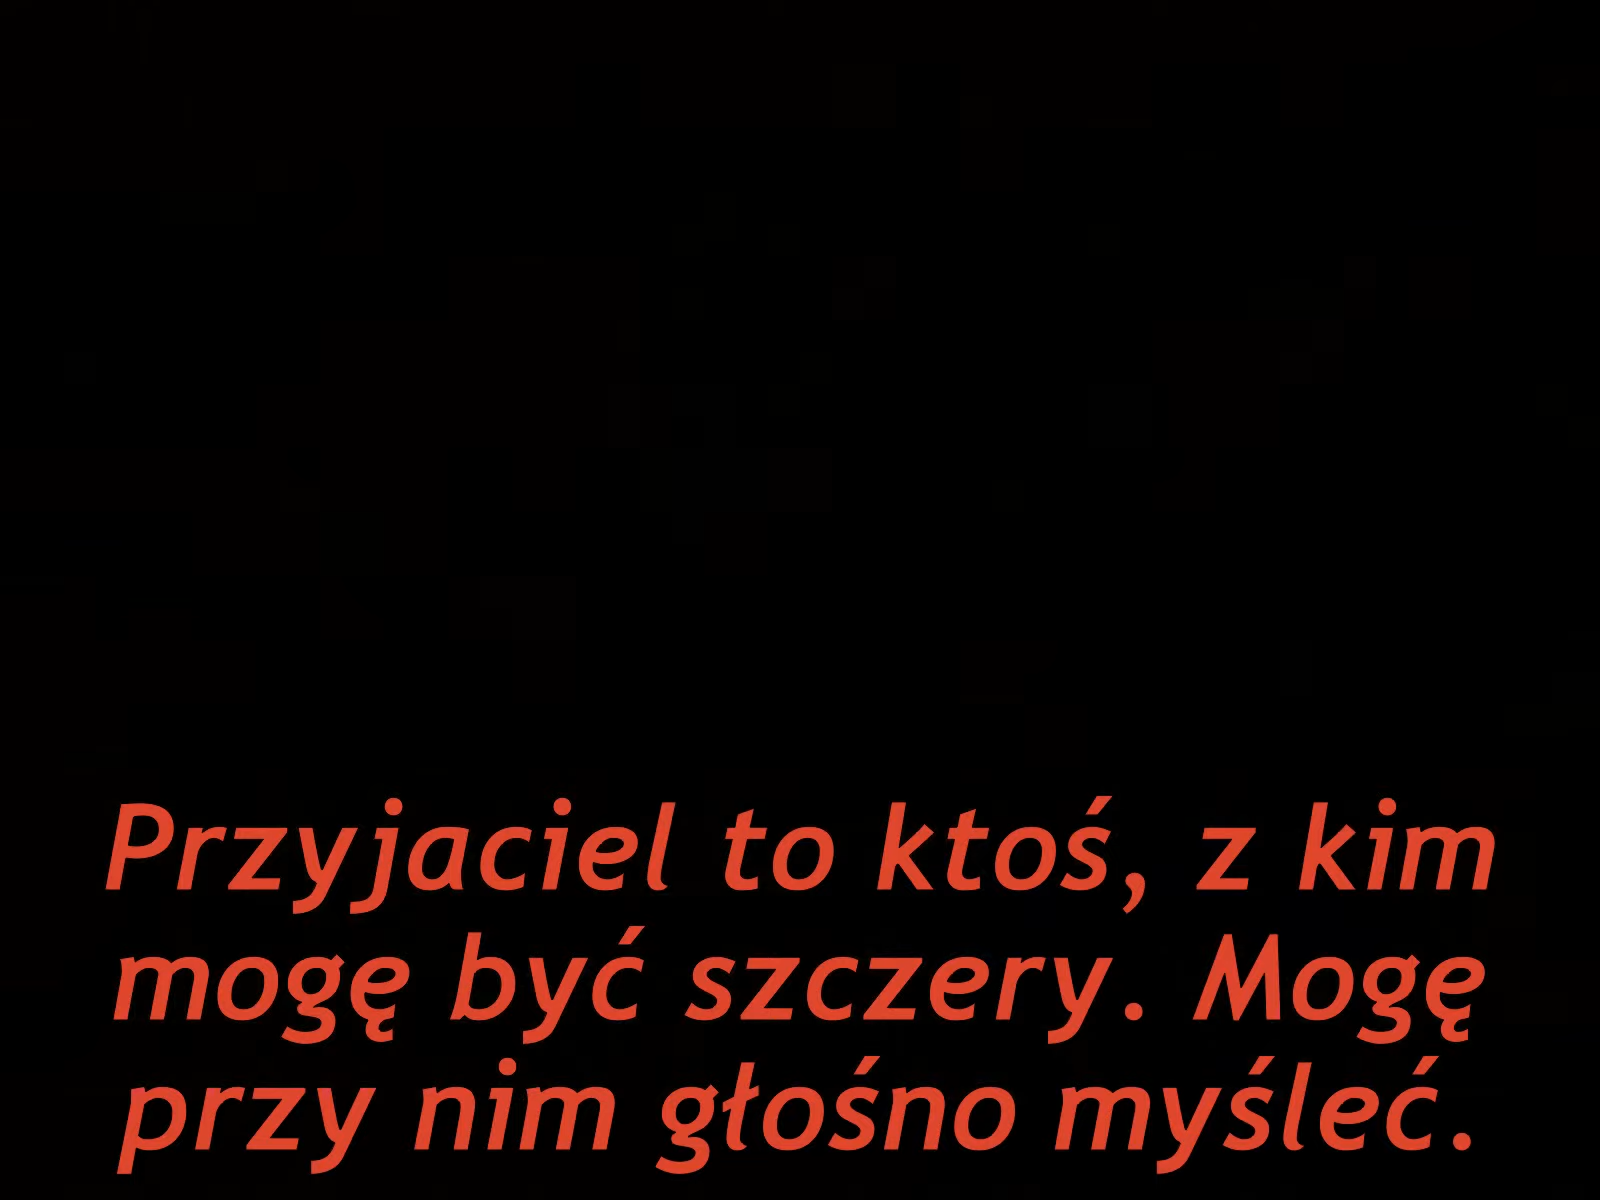 Przyjaciel to ktoś, z kim
mogę być szczery. Mogę
przy nim głośno myśleć.